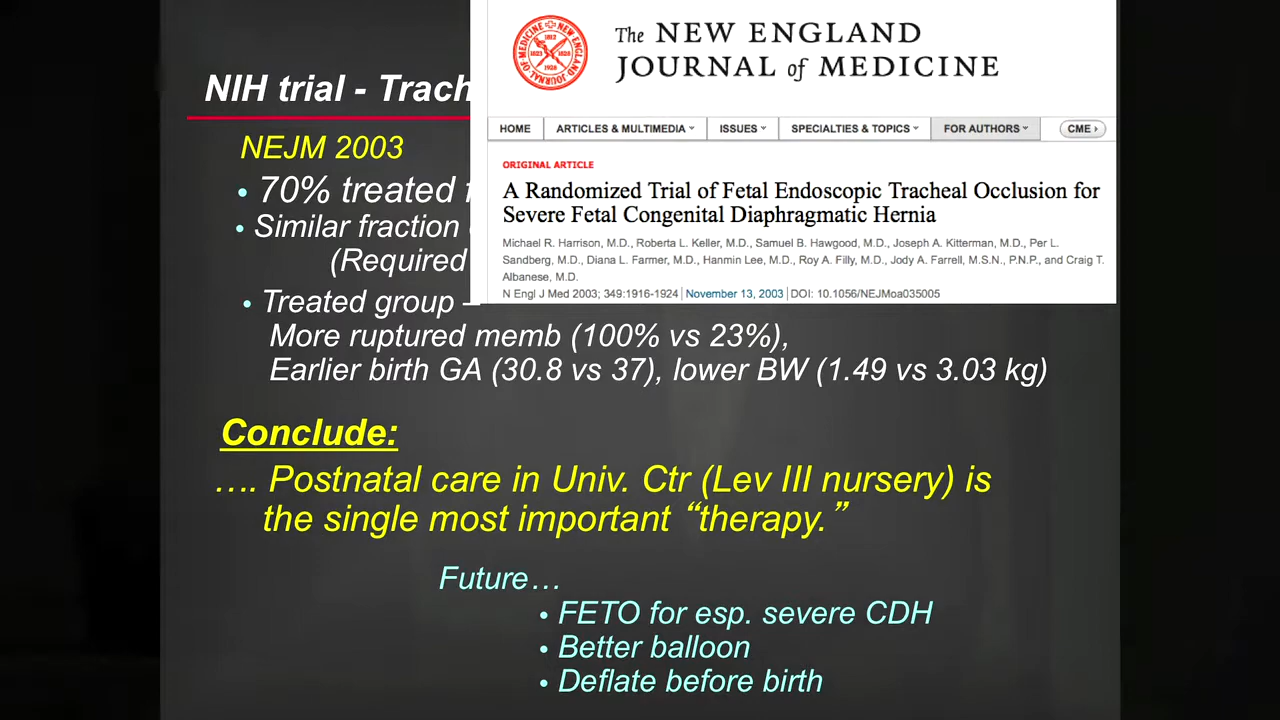 The NEW ENGLAND
JOURNAL of MEDICINE
HOME ARTICLES & MULTIMEDIA ISSUES SPECIALTIES & TOPICS FOR AUTHORS CME
ORIGINAL ARTICLE
A Randomized Trial of Fetal Endoscopic Tracheal Occlusion for
Severe Fetal Congenital Diaphragmatic Hernia
Michael R. Harrison, M.D., Roberta L. Keller, M.D., Samuel B. Hawgood, M.D., Joseph A. Kitterman, M.D., Per L.
Sandberg, M.D., Diana L. Farmer, M.D., Hanmin Lee, M.D., Roy A. Filly, M.D., Jody A. Farrell, M.S.N., P.N.P., and Craig T.
Albanese, M.D.
N Engl J Med 2003; 349:1916-1924 | November 13, 2003 | DOI: 10.1056/NEJMoa035005
NIH trial - Trach
NEJM 2003
• 70% treated
• Similar fraction
(Required
• Treated group –
More ruptured memb (100% vs 23%),
Earlier birth GA (30.8 vs 37), lower BW (1.49 vs 3.03 kg)
Conclude:
…. Postnatal care in Univ. Ctr (Lev III nursery) is
the single most important “therapy.”
Future…
• FETO for esp. severe CDH
• Better balloon
• Deflate before birth